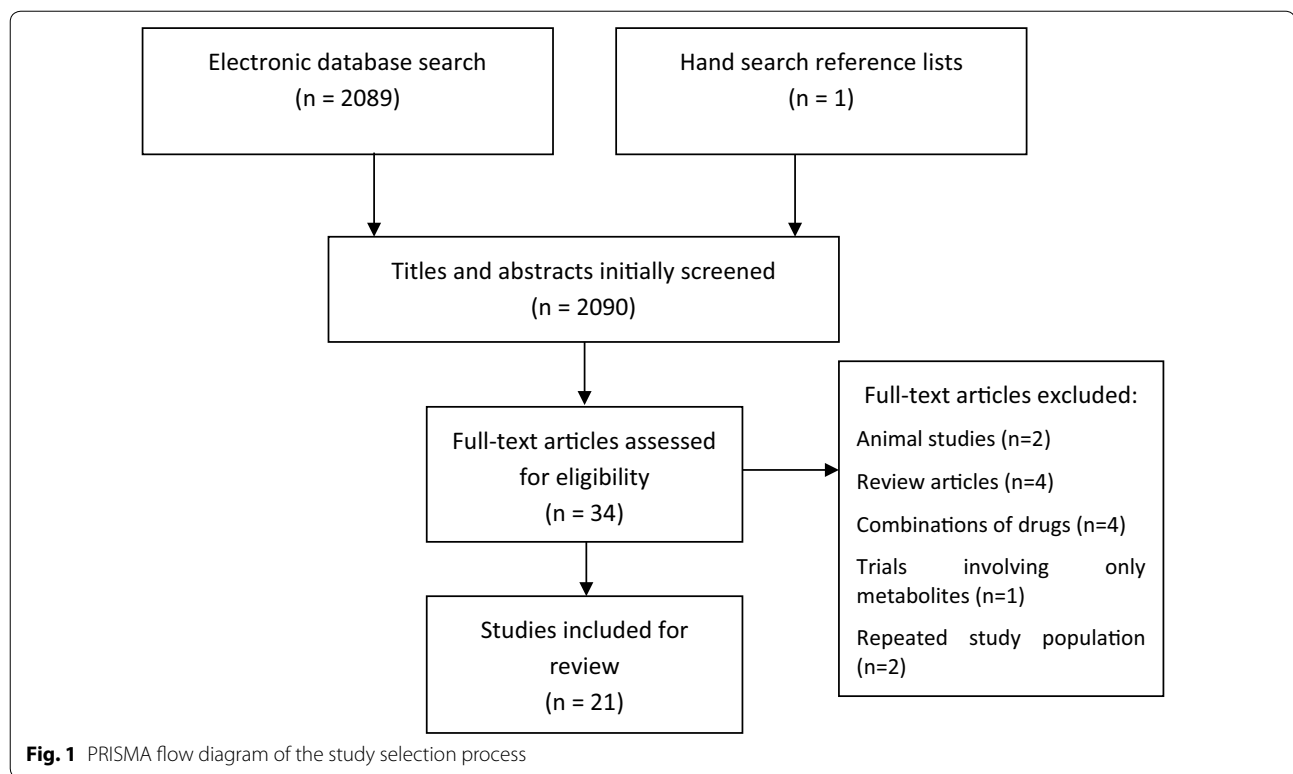 Electronic database search
(n = 2089)
Hand search reference lists
(n = 1)
Titles and abstracts initially screened
(n = 2090)
Full-text articles assessed
for eligibility
(n = 34)
Full-text articles excluded:
Animal studies (n=2)
Review articles (n=4)
Combinations of drugs (n=4)
Trials involving only
metabolites (n=1)
Repeated study population
(n=2)
Studies included for
review
(n = 21)
Fig. 1 PRISMA flow diagram of the study selection process